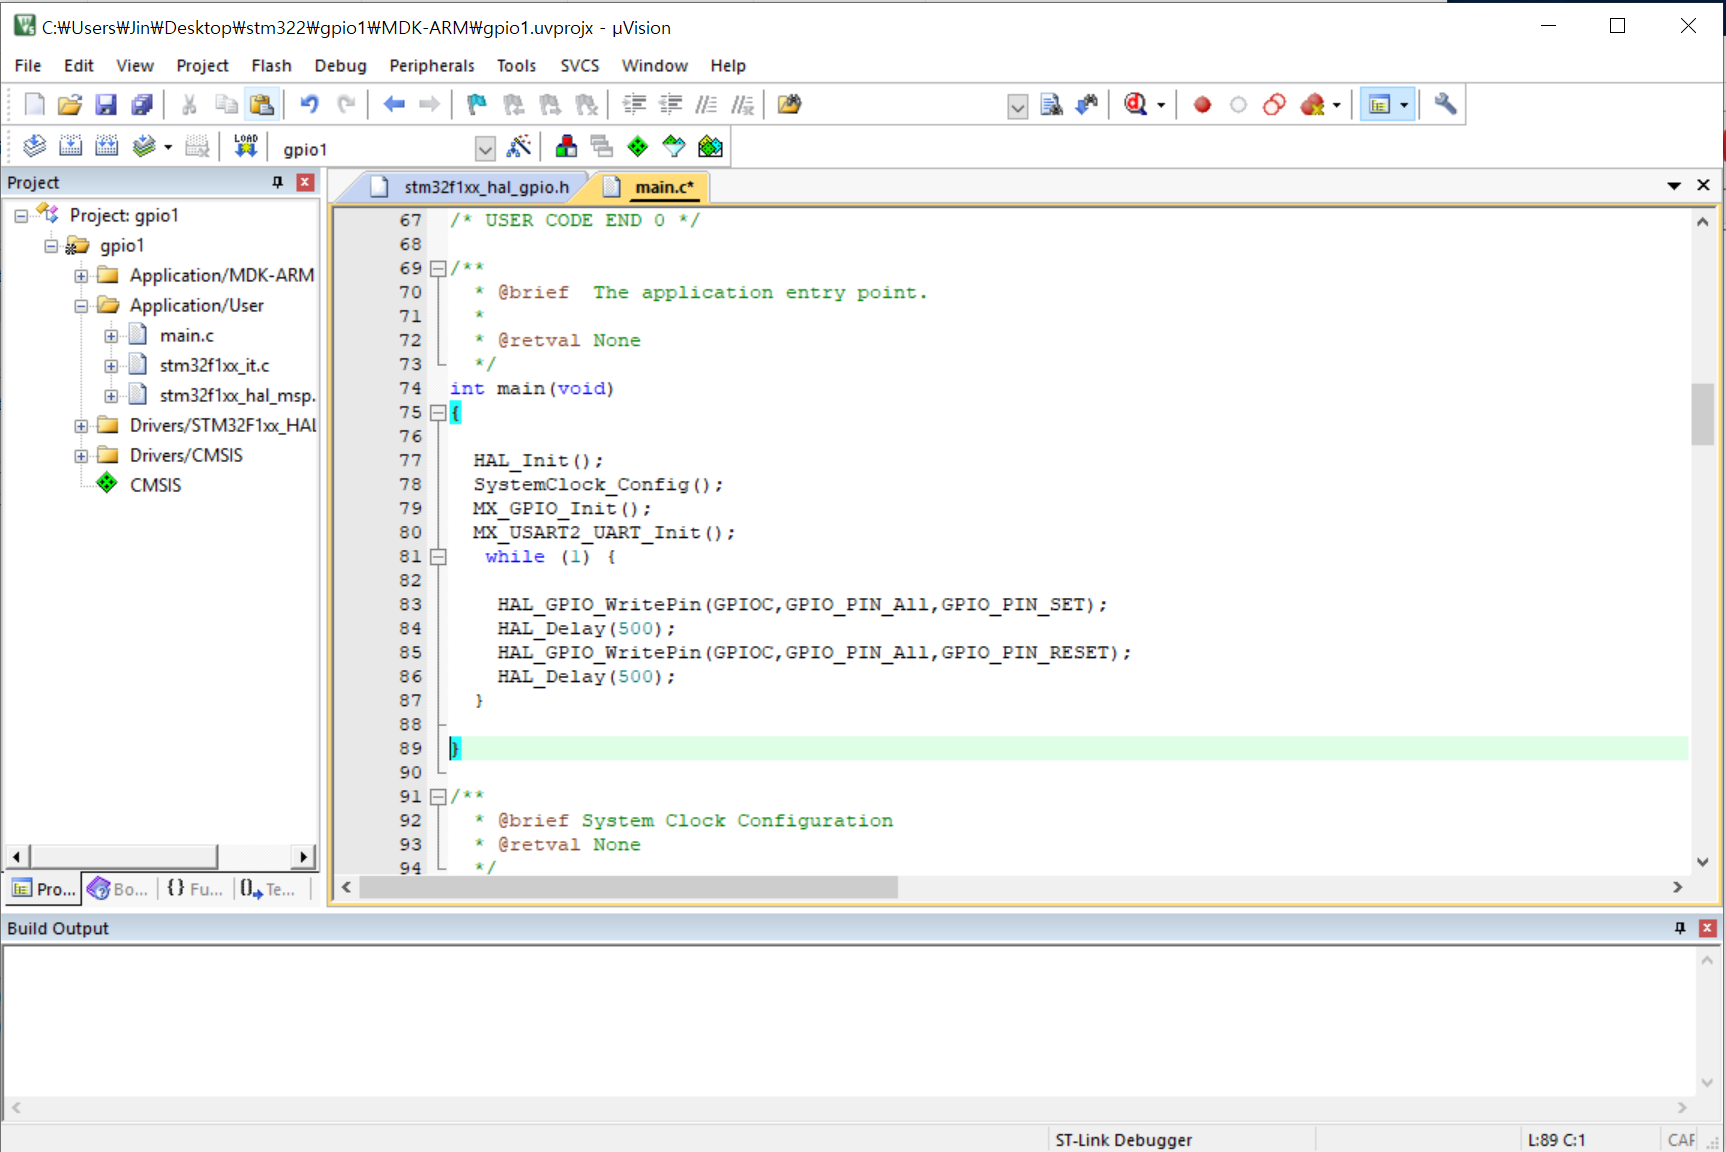 C:₩Users₩Jin₩Desktop₩stm322₩gpio1₩MDK-ARM₩gpio1.uvprojx - µVision
File Edit View Project Flash Debug Peripherals Tools SVCS Window Help
LOAD
gpio1
Project
Project: gpio1
gpio1
Application/MDK-ARM
Application/User
main.c
stm32f1xx_it.c
stm32f1xx_hal_msp.
Drivers/STM32F1xx_HAL
Drivers/CMSIS
CMSIS
Pro... Bo... {} Fu... Te...
stm32f1xx_hal_gpio.h main.c*
67 /* USER CODE END 0 */
68
69 /**
70 * @brief  The application entry point.
71 *
72 * @retval None
73 */
74 int main(void)
75 {
76
77 HAL_Init();
78 SystemClock_Config();
79 MX_GPIO_Init();
80 MX_USART2_UART_Init();
81 while (1) {
82
83 HAL_GPIO_WritePin(GPIOC,GPIO_PIN_All,GPIO_PIN_SET);
84 HAL_Delay(500);
85 HAL_GPIO_WritePin(GPIOC,GPIO_PIN_All,GPIO_PIN_RESET);
86 HAL_Delay(500);
87 }
88
89 }
90
91 /**
92 * @brief System Clock Configuration
93 * @retval None
94 */
Build Output
ST-Link Debugger L:89 C:1 CAP